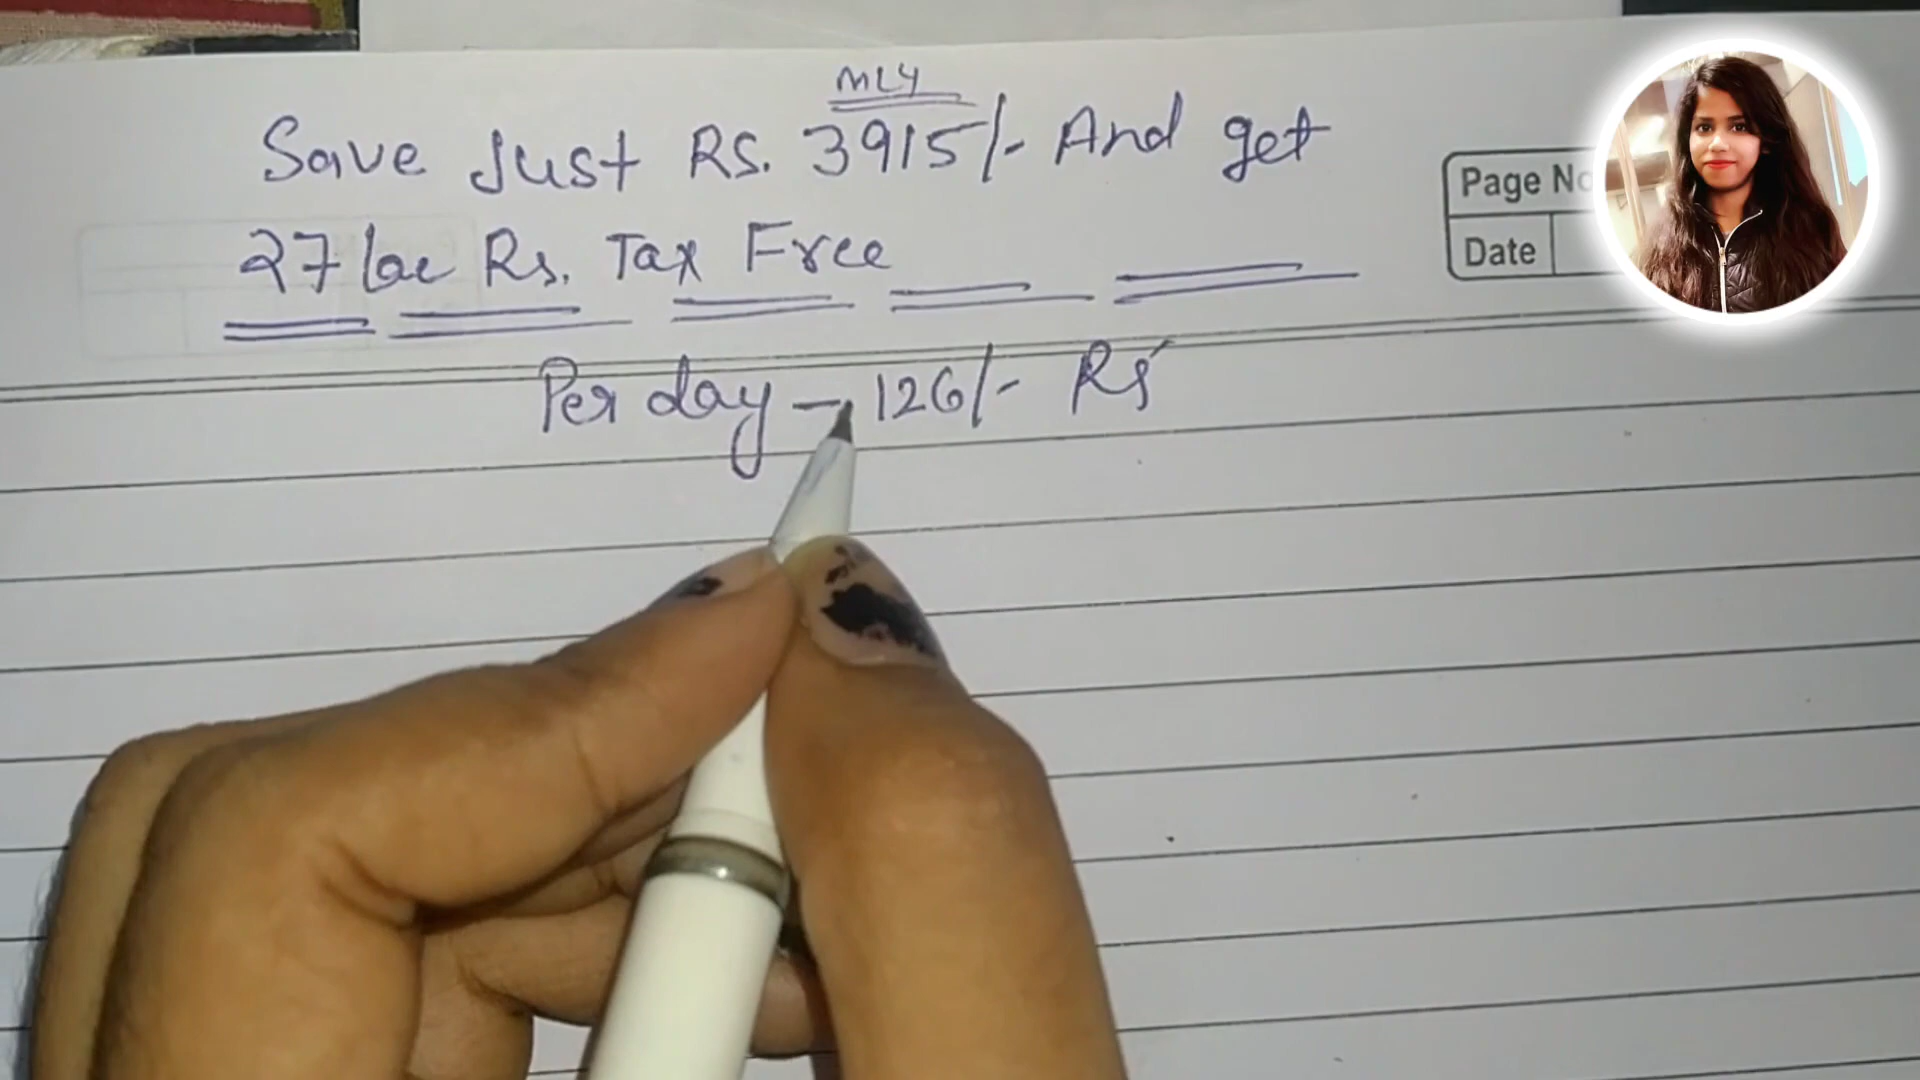 MLY
Save Just Rs. 3915/- And get
27 lac Rs. Tax Free
Page No
Date
Per day - 126/- Rs